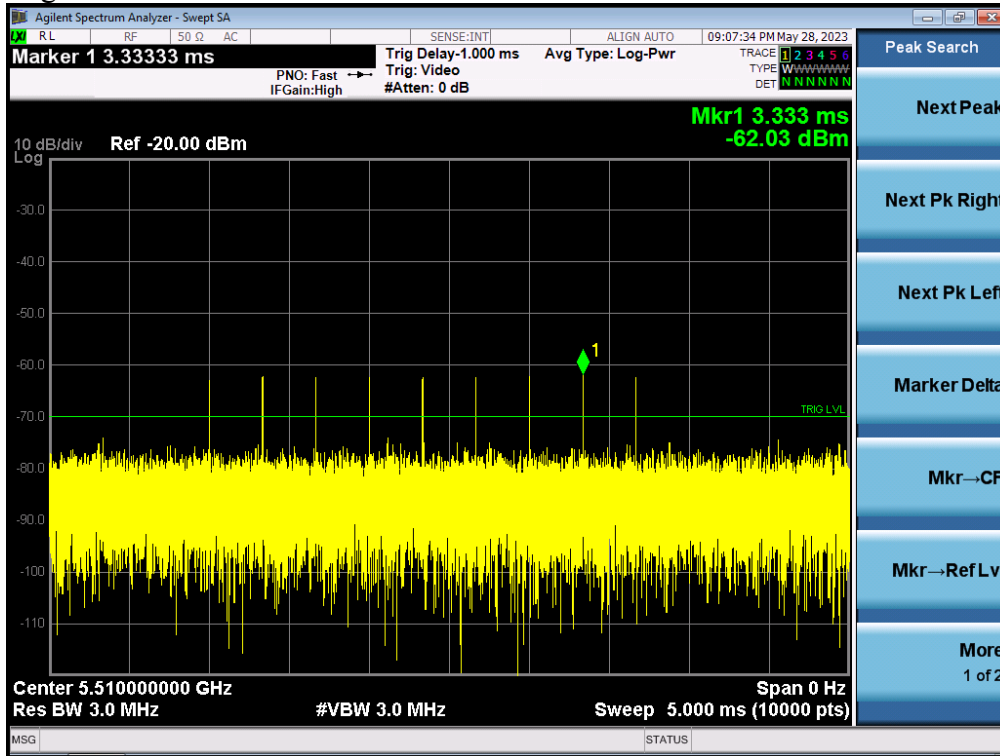 Agilent Spectrum Analyzer - Swept SA
LXI RL RF 50 Ω AC SENSE:INT ALIGN AUTO 09:07:34 PM May 28, 2023
Marker 1 3.33333 ms
PNO: Fast
IFGain:High
Trig Delay-1.000 ms
Trig: Video
#Atten: 0 dB
Avg Type: Log-Pwr
TRACE 1 2 3 4 5 6
TYPE WWWWWW
DET N N N N N N
Peak Search
Mkr1 3.333 ms
-62.03 dBm
10 dB/div Ref -20.00 dBm
Log
-30.0
-40.0
-50.0
-60.0
-70.0
-80.0
-90.0
-100
-110
1
TRIG LVL
Center 5.510000000 GHz
Span 0 Hz
Res BW 3.0 MHz
#VBW 3.0 MHz
Sweep 5.000 ms (10000 pts)
MSG
STATUS
Next Peak
Next Pk Right
Next Pk Left
Marker Delta
Mkr→CF
Mkr→Ref Lv
More
1 of 2